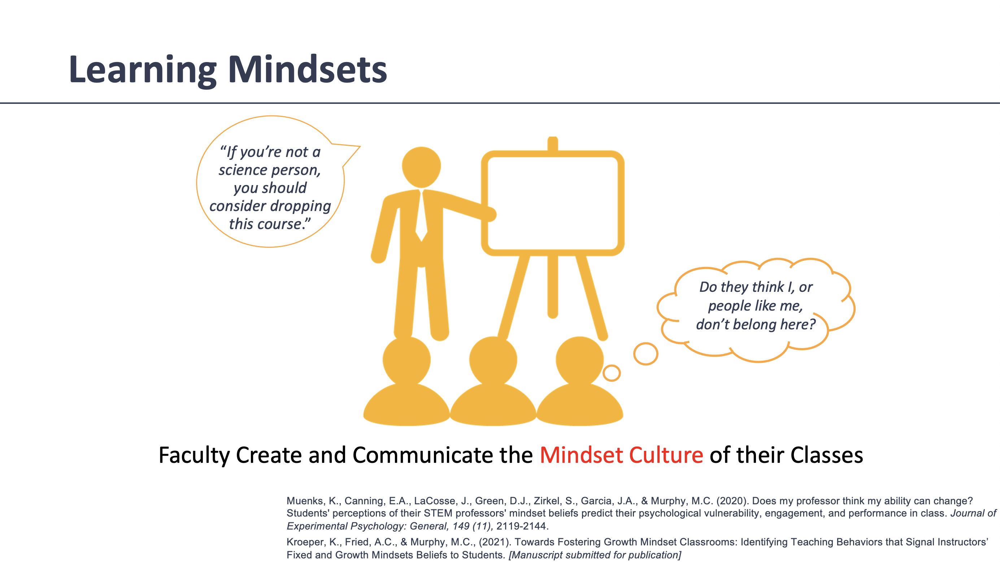 Learning Mindsets
“If you’re not a
science person,
you should
consider dropping
this course.”
Do they think I, or
people like me,
don’t belong here?
Faculty Create and Communicate the Mindset Culture of their Classes
Muenks, K., Canning, E.A., LaCosse, J., Green, D.J., Zirkel, S., Garcia, J.A., & Murphy, M.C. (2020). Does my professor think my ability can change?
Students' perceptions of their STEM professors' mindset beliefs predict their psychological vulnerability, engagement, and performance in class. Journal of
Experimental Psychology: General, 149 (11), 2119-2144.
Kroeper, K., Fried, A.C., & Murphy, M.C., (2021). Towards Fostering Growth Mindset Classrooms: Identifying Teaching Behaviors that Signal Instructors’
Fixed and Growth Mindsets Beliefs to Students. [Manuscript submitted for publication]